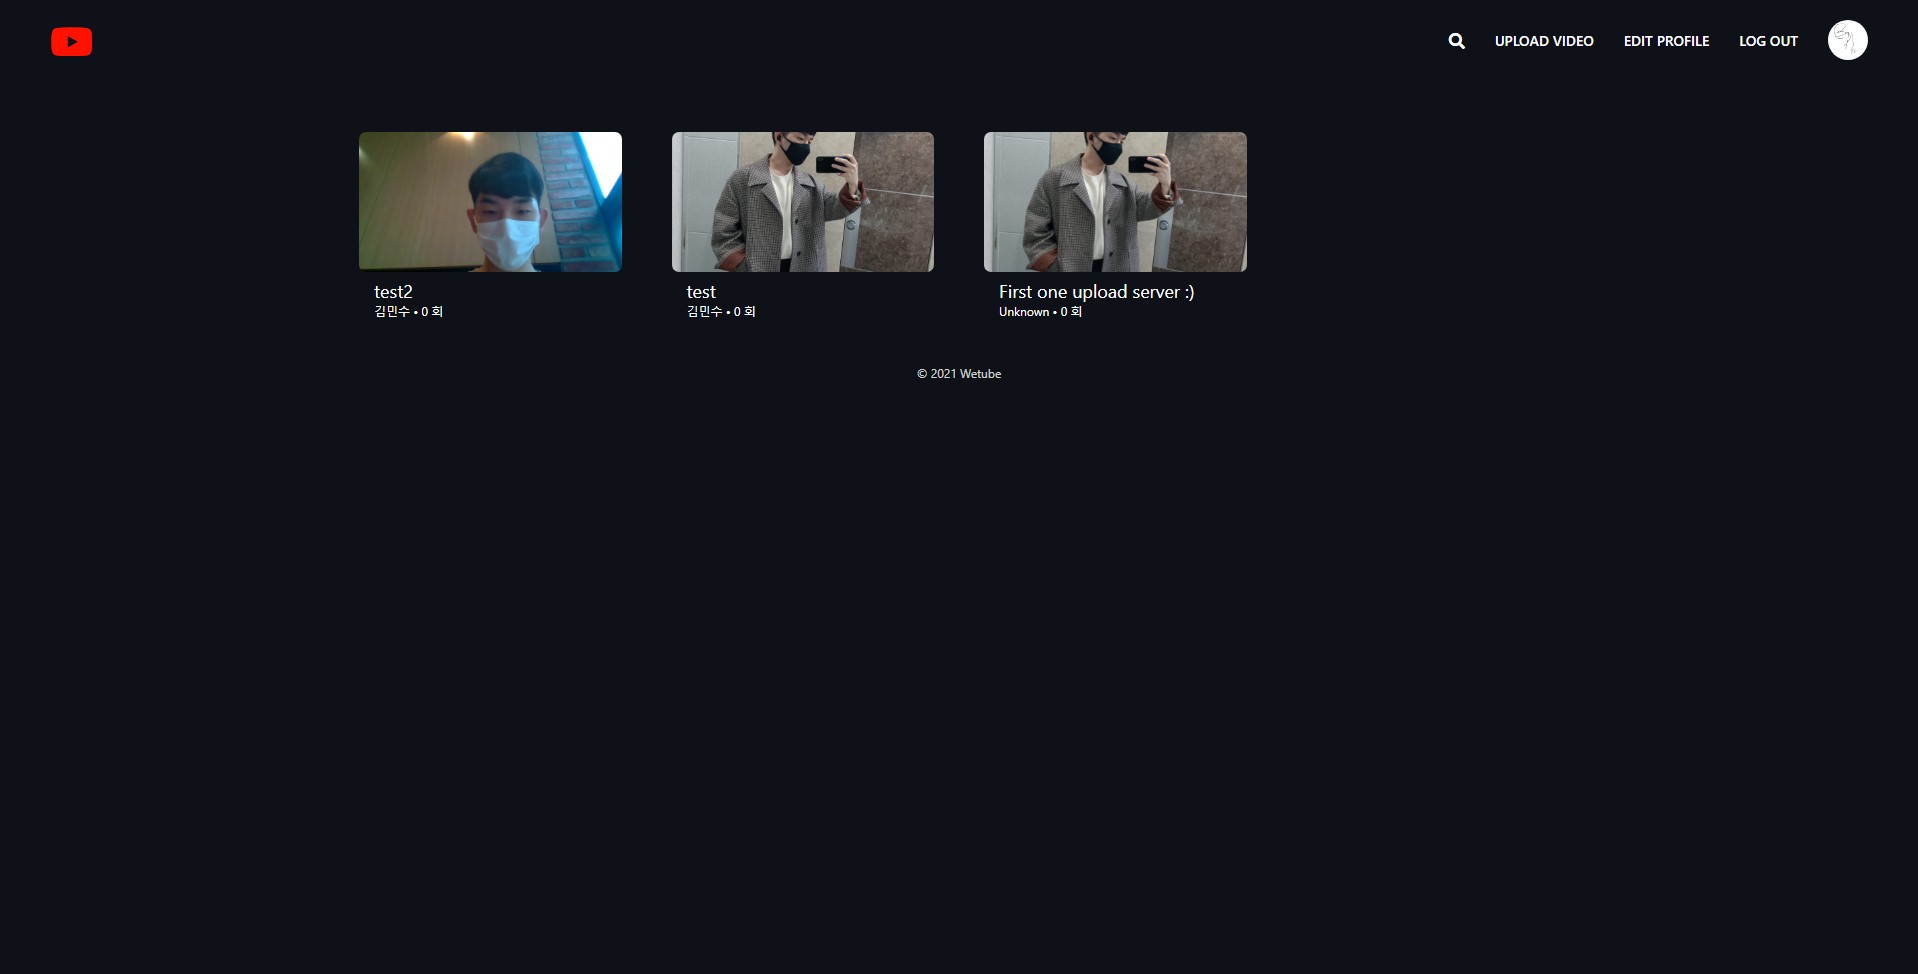 UPLOAD VIDEO EDIT PROFILE LOG OUT
test2
김민수 • 0 회
test
김민수 • 0 회
First one upload server :)
Unknown • 0 회
© 2021 Wetube